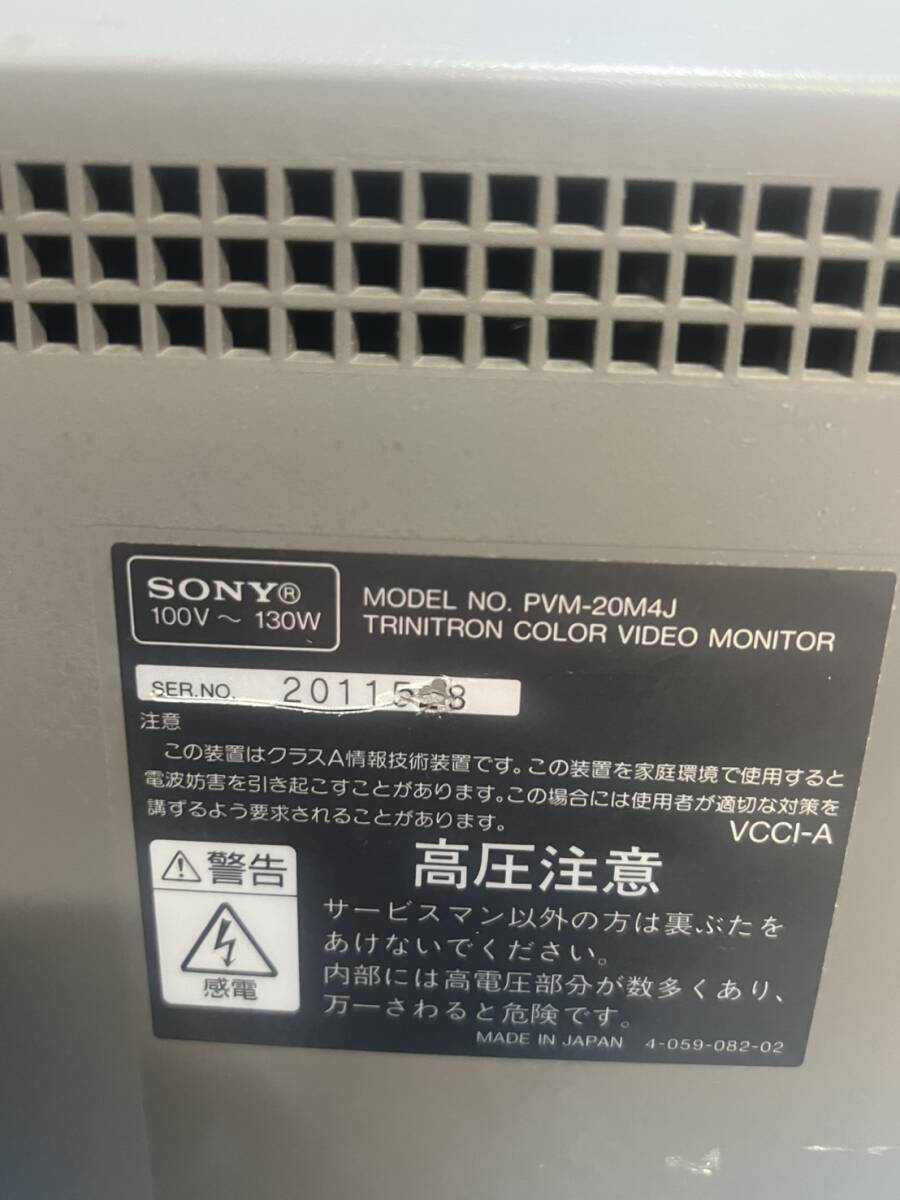 SONY®
100V～ 130W
MODEL NO. PVM-20M4J
TRINITRON COLOR VIDEO MONITOR
SER.NO.
注意
この装置はクラスA情報技術装置です。この装置を家庭環境で使用すると
電波妨害を引き起こすことがあります。この場合には使用者が適切な対策を
講ずるよう要求されることがあります。
VCCI-A
⚠警告
感電
高圧注意
サービスマン以外の方は裏ぶたを
あけないでください。
内部には高電圧部分が数多くあり、
万一さわると危険です。
MADE IN JAPAN 4-059-082-02